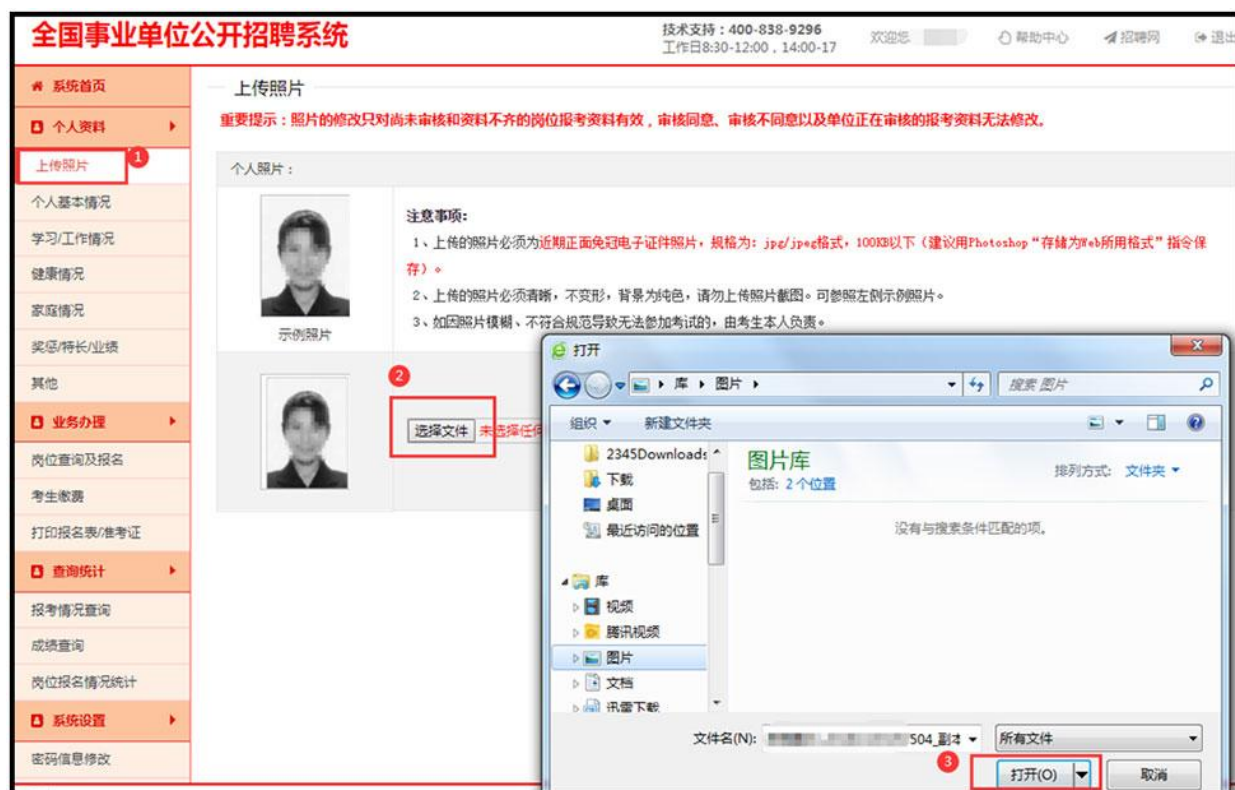 全国事业单位公开招聘系统
技术支持：400-838-9296
工作日8:30-12:00，14:00-17
欢迎您
帮助中心
招聘网
退出
系统首页
个人资料
上传照片
1
个人基本情况
学习/工作情况
健康情况
家庭情况
奖惩/特长/业绩
其他
业务办理
岗位查询及报名
考生缴费
打印报名表/准考证
查询统计
报考情况查询
成绩查询
岗位报名情况统计
系统设置
密码信息修改
上传照片
重要提示：照片的修改只对尚未审核和资料不齐的岗位报考资料有效，审核同意、审核不同意以及单位正在审核的报考资料无法修改。
个人照片：
示例照片
注意事项：
1、上传的照片必须为近期正面免冠电子证件照片，规格为：jpg/jpeg格式，100KB以下（建议用Photoshop“存储为Web所用格式”指令保
存）。
2、上传的照片必须清晰，不变形，背景为纯色，请勿上传照片截图。可参照左侧示例照片。
3、如因照片模糊、不符合规范导致无法参加考试的，由考生本人负责。
2
选择文件 未选择任何
打开
库 图片
搜索 图片
组织 新建文件夹
2345Downloads
下载
桌面
最近访问的位置
库
视频
腾讯视频
图片
文档
迅雷下载
图片库
包括: 2 个位置
排列方式: 文件夹
没有与搜索条件匹配的项。
文件名(N): 504_副本
所有文件
3
打开(O)
取消